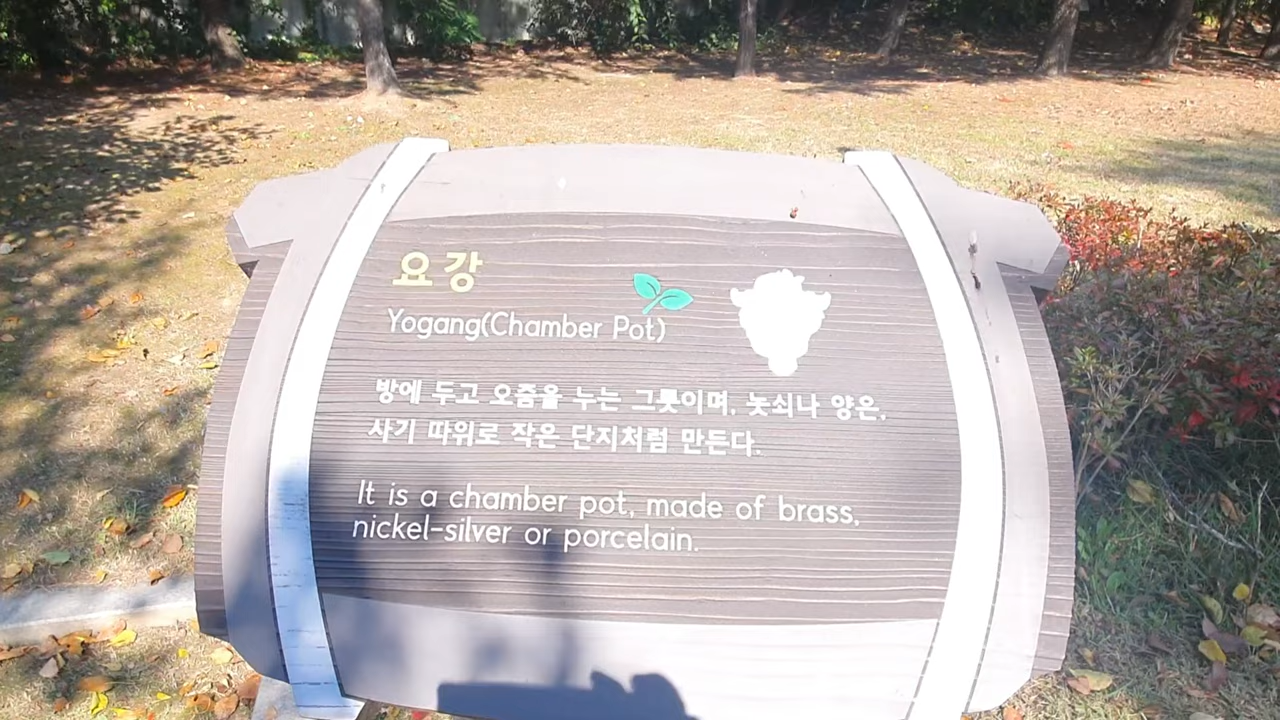 요강
Yogang(Chamber Pot)
방에 두고 오줌을 누는 그릇이며, 놋쇠나 양은,
사기 따위로 작은 단지처럼 만든다.
It is a chamber pot, made of brass,
nickel-silver or porcelain.